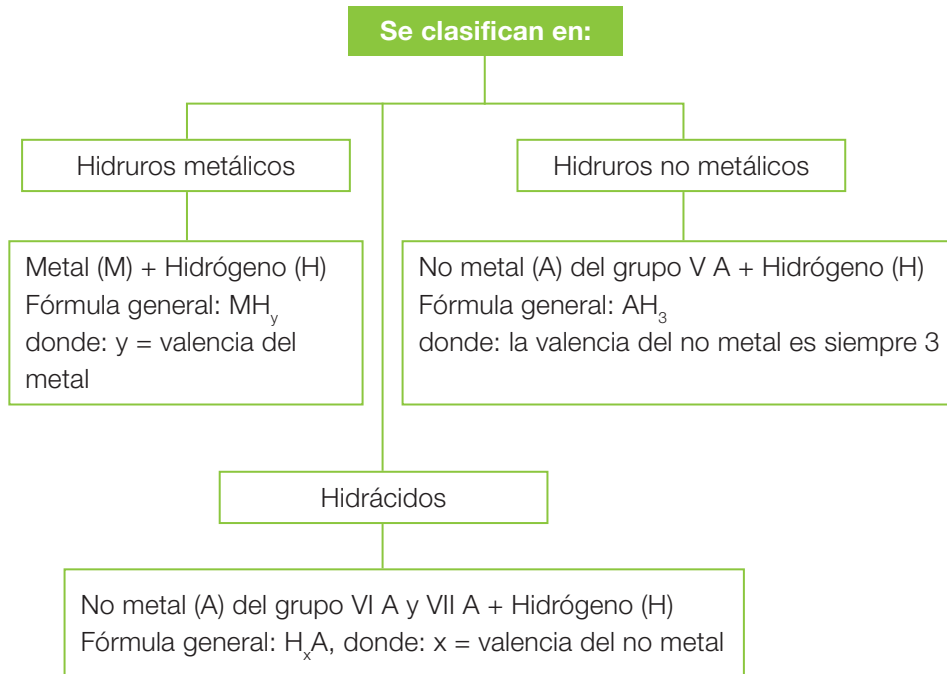 Se clasifican en:
Hidruros metálicos
Hidruros no metálicos
Metal (M) + Hidrógeno (H)
Fórmula general: MHy
donde: y = valencia del
metal
No metal (A) del grupo V A + Hidrógeno (H)
Fórmula general: AH3
donde: la valencia del no metal es siempre 3
Hidrácidos
No metal (A) del grupo VI A y VII A + Hidrógeno (H)
Fórmula general: HxA, donde: x = valencia del no metal